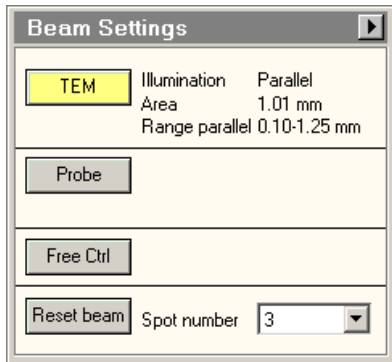 Beam Settings
TEM Illumination Parallel
Area 1.01 mm
Range parallel 0.10-1.25 mm
Probe
Free Ctrl
Reset beam Spot number 3